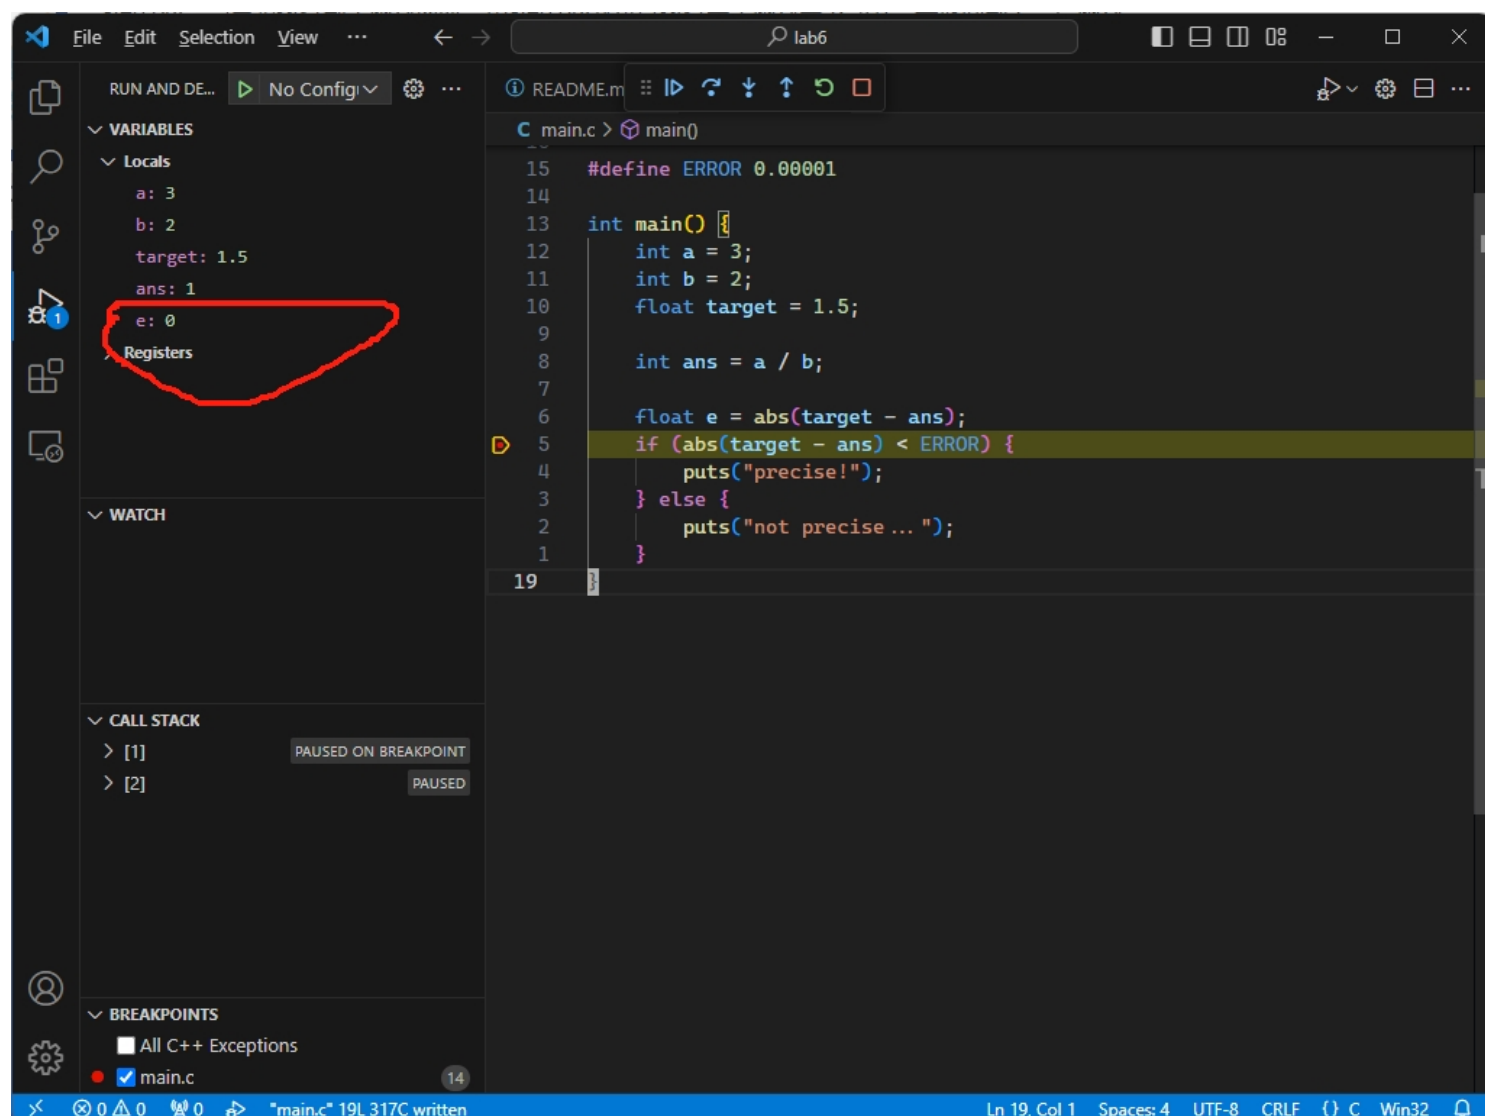 File Edit Selection View ··· lab6
RUN AND DE... No Config
VARIABLES
Locals
a: 3
b: 2
target: 1.5
ans: 1
e: 0
Registers
WATCH
CALL STACK
[1] PAUSED ON BREAKPOINT
[2] PAUSED
BREAKPOINTS
All C++ Exceptions
main.c 14
README.m
C main.c > main()
15 #define ERROR 0.00001
14
13 int main() {
12 int a = 3;
11 int b = 2;
10 float target = 1.5;
9
8 int ans = a / b;
7
6 float e = abs(target - ans);
5 if (abs(target - ans) < ERROR) {
4 puts("precise!");
3 } else {
2 puts("not precise...");
1 }
19 }
0 0 0 "main.c" 19L 317C written Ln 19, Col 1 Spaces: 4 UTF-8 CRLF {} C Win32